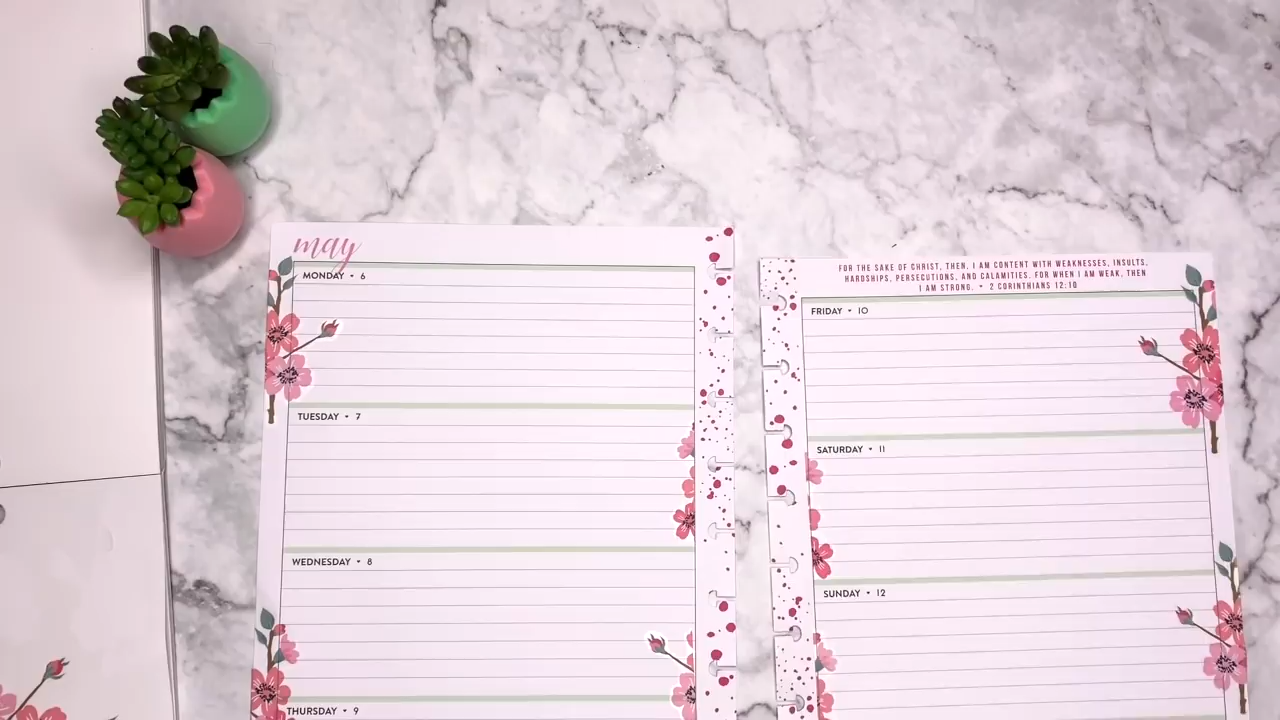 may
MONDAY • 6
TUESDAY • 7
WEDNESDAY • 8
THURSDAY • 9
FOR THE SAKE OF CHRIST, THEN, I AM CONTENT WITH WEAKNESSES, INSULTS,
HARDSHIPS, PERSECUTIONS, AND CALAMITIES. FOR WHEN I AM WEAK, THEN
I AM STRONG. • 2 CORINTHIANS 12:10
FRIDAY • 10
SATURDAY • 11
SUNDAY • 12